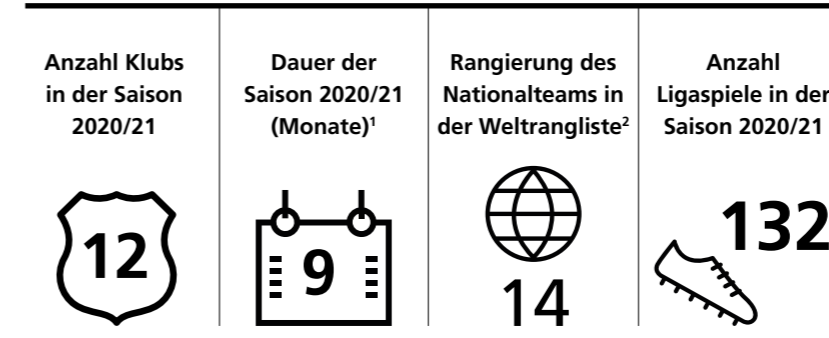 Anzahl Klubs
in der Saison
2020/21
12
Dauer der
Saison 2020/21
(Monate)¹
9
Rangierung des
Nationalteams in
der Weltrangliste²
14
Anzahl
Ligaspiele in der
Saison 2020/21
132